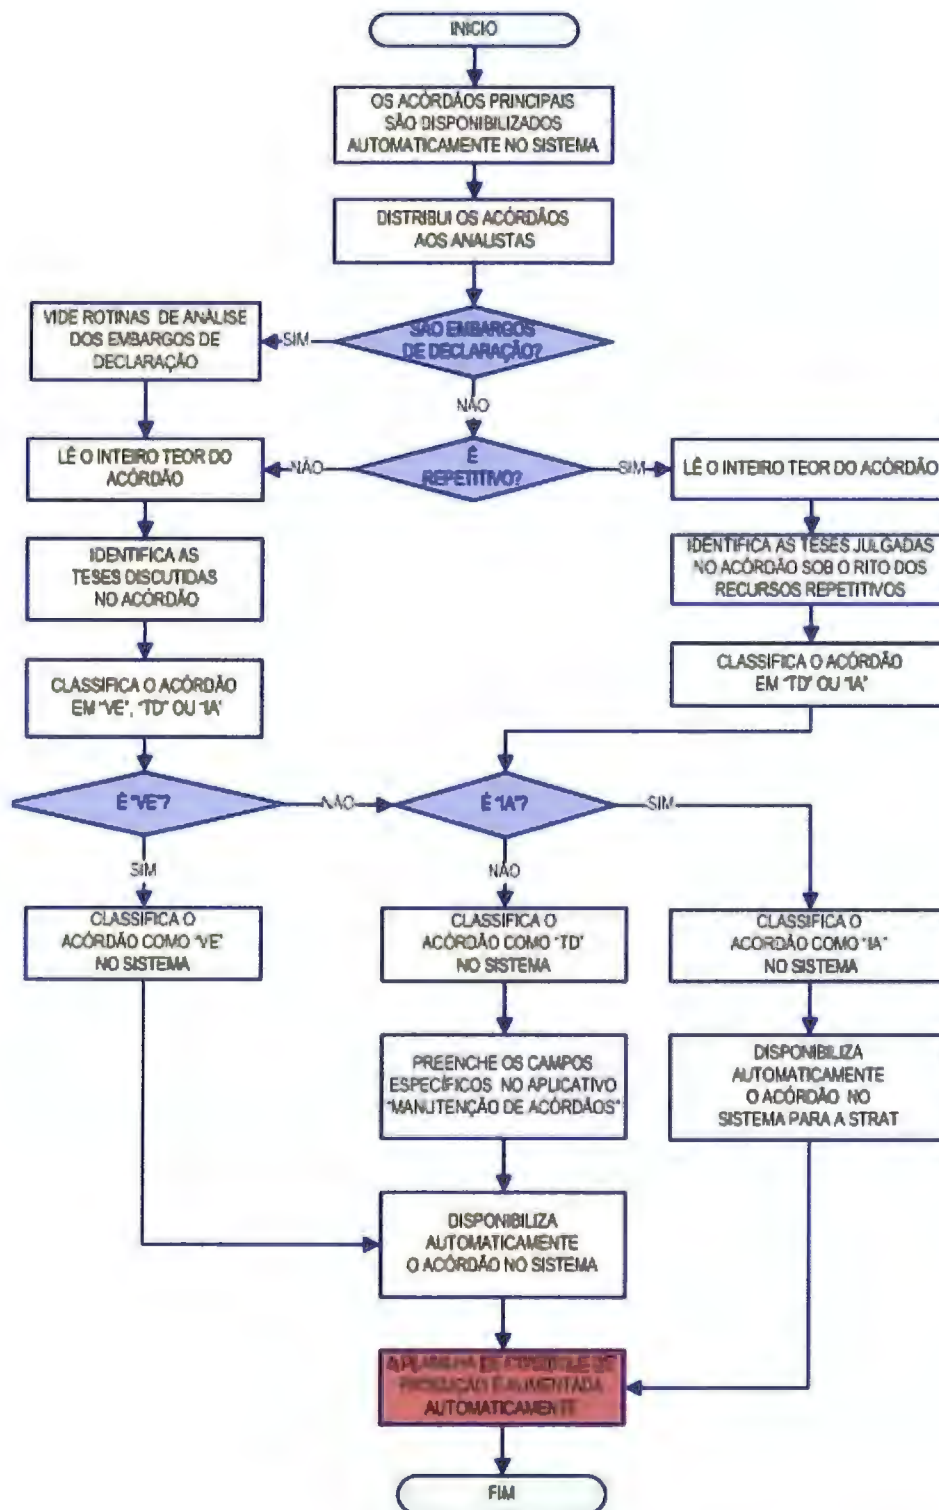 INICIO
OS ACÓRDÃOS PRINCIPAIS
SÃO DISPONIBILIZADOS
AUTOMATICAMENTE NO SISTEMA
DISTRIBUI OS ACÓRDÃOS
AOS ANALISTAS
SÃO EMBARGOS
DE DECLARAÇÃO?
SIM
VIDE ROTINAS DE ANÁLISE
DOS EMBARGOS DE
DECLARAÇÃO
NÃO
É
REPETITIVO?
NÃO
SIM
LÊ O INTEIRO TEOR DO
ACÓRDÃO
LÊ O INTEIRO TEOR DO ACÓRDÃO
IDENTIFICA AS
TESES DISCUTIDAS
NO ACÓRDÃO
IDENTIFICA AS TESES JULGADAS
NO ACÓRDÃO SOB O RITO DOS
RECURSOS REPETITIVOS
CLASSIFICA O ACÓRDÃO
EM "VE", "TD" OU "IA"
CLASSIFICA O ACÓRDÃO
EM "TD" OU "IA"
É "VE"?
NÃO
É "IA"?
SIM
SIM
NÃO
CLASSIFICA O
ACÓRDÃO COMO "VE"
NO SISTEMA
CLASSIFICA O
ACÓRDÃO COMO "TD"
NO SISTEMA
CLASSIFICA O
ACÓRDÃO COMO "IA"
NO SISTEMA
PREENCHE OS CAMPOS
ESPECÍFICOS NO APLICATIVO
"MANUTENÇÃO DE ACÓRDÃOS"
DISPONIBILIZA
AUTOMATICAMENTE
O ACÓRDÃO NO
SISTEMA PARA A STRAT
DISPONIBILIZA
AUTOMATICAMENTE
O ACÓRDÃO NO SISTEMA
A PLANILHA DE CONTROLE DE
PRODUÇÃO É ALIMENTADA
AUTOMATICAMENTE
FIM